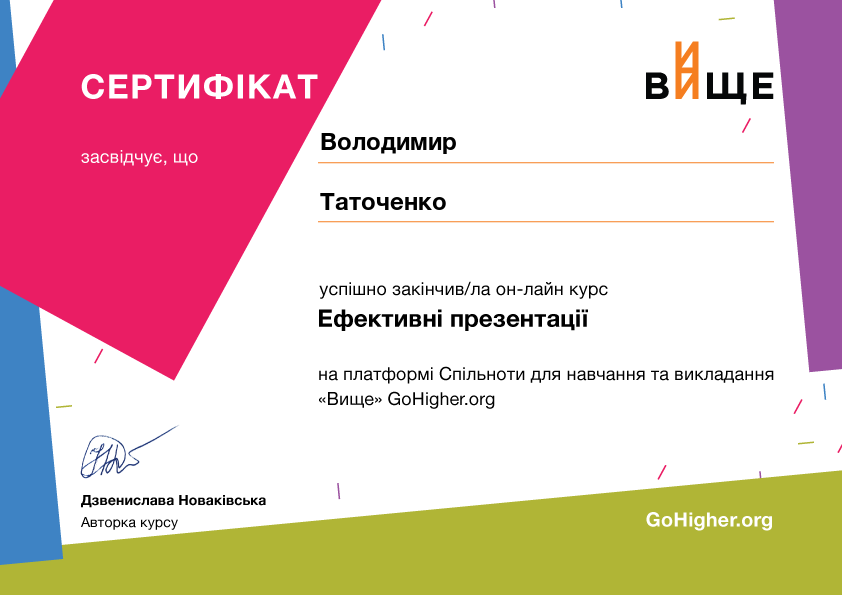 СЕРТИФІКАТ
ВИЩЕ
засвідчує, що
Володимир
Таточенко
успішно закінчив/ла он-лайн курс
Ефективні презентації
на платформі Спільноти для навчання та викладання
«Вище» GoHigher.org
Дзвенислава Новаківська
Авторка курсу
GoHigher.org